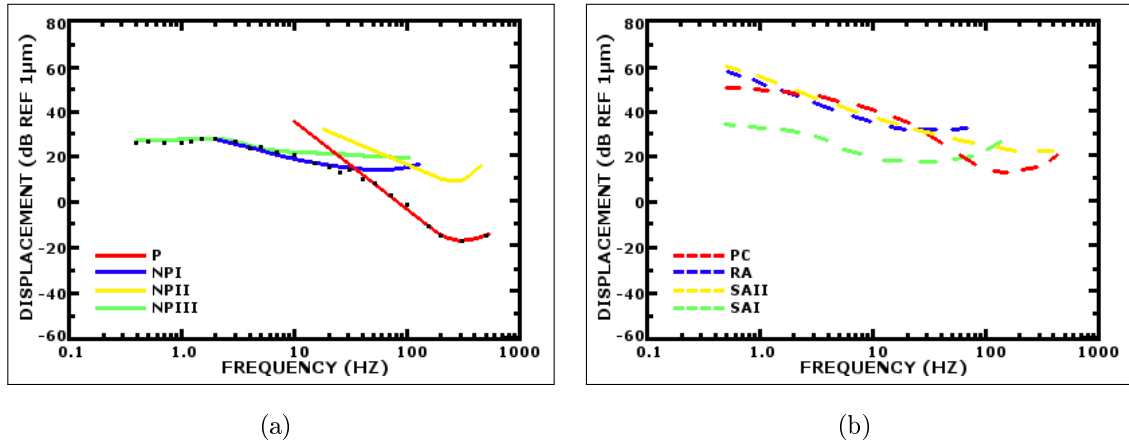 80
60
40
20
0
-20
-40
-60
DISPLACEMENT (dB REF 1µm)
P
NPI
NPII
NPIII
0.1
1.0
10
100
1000
FREQUENCY (HZ)
(a)
80
60
40
20
0
-20
-40
-60
DISPLACEMENT (dB REF 1µm)
PC
RA
SAII
SAI
0.1
1.0
10
100
1000
FREQUENCY (HZ)
(b)